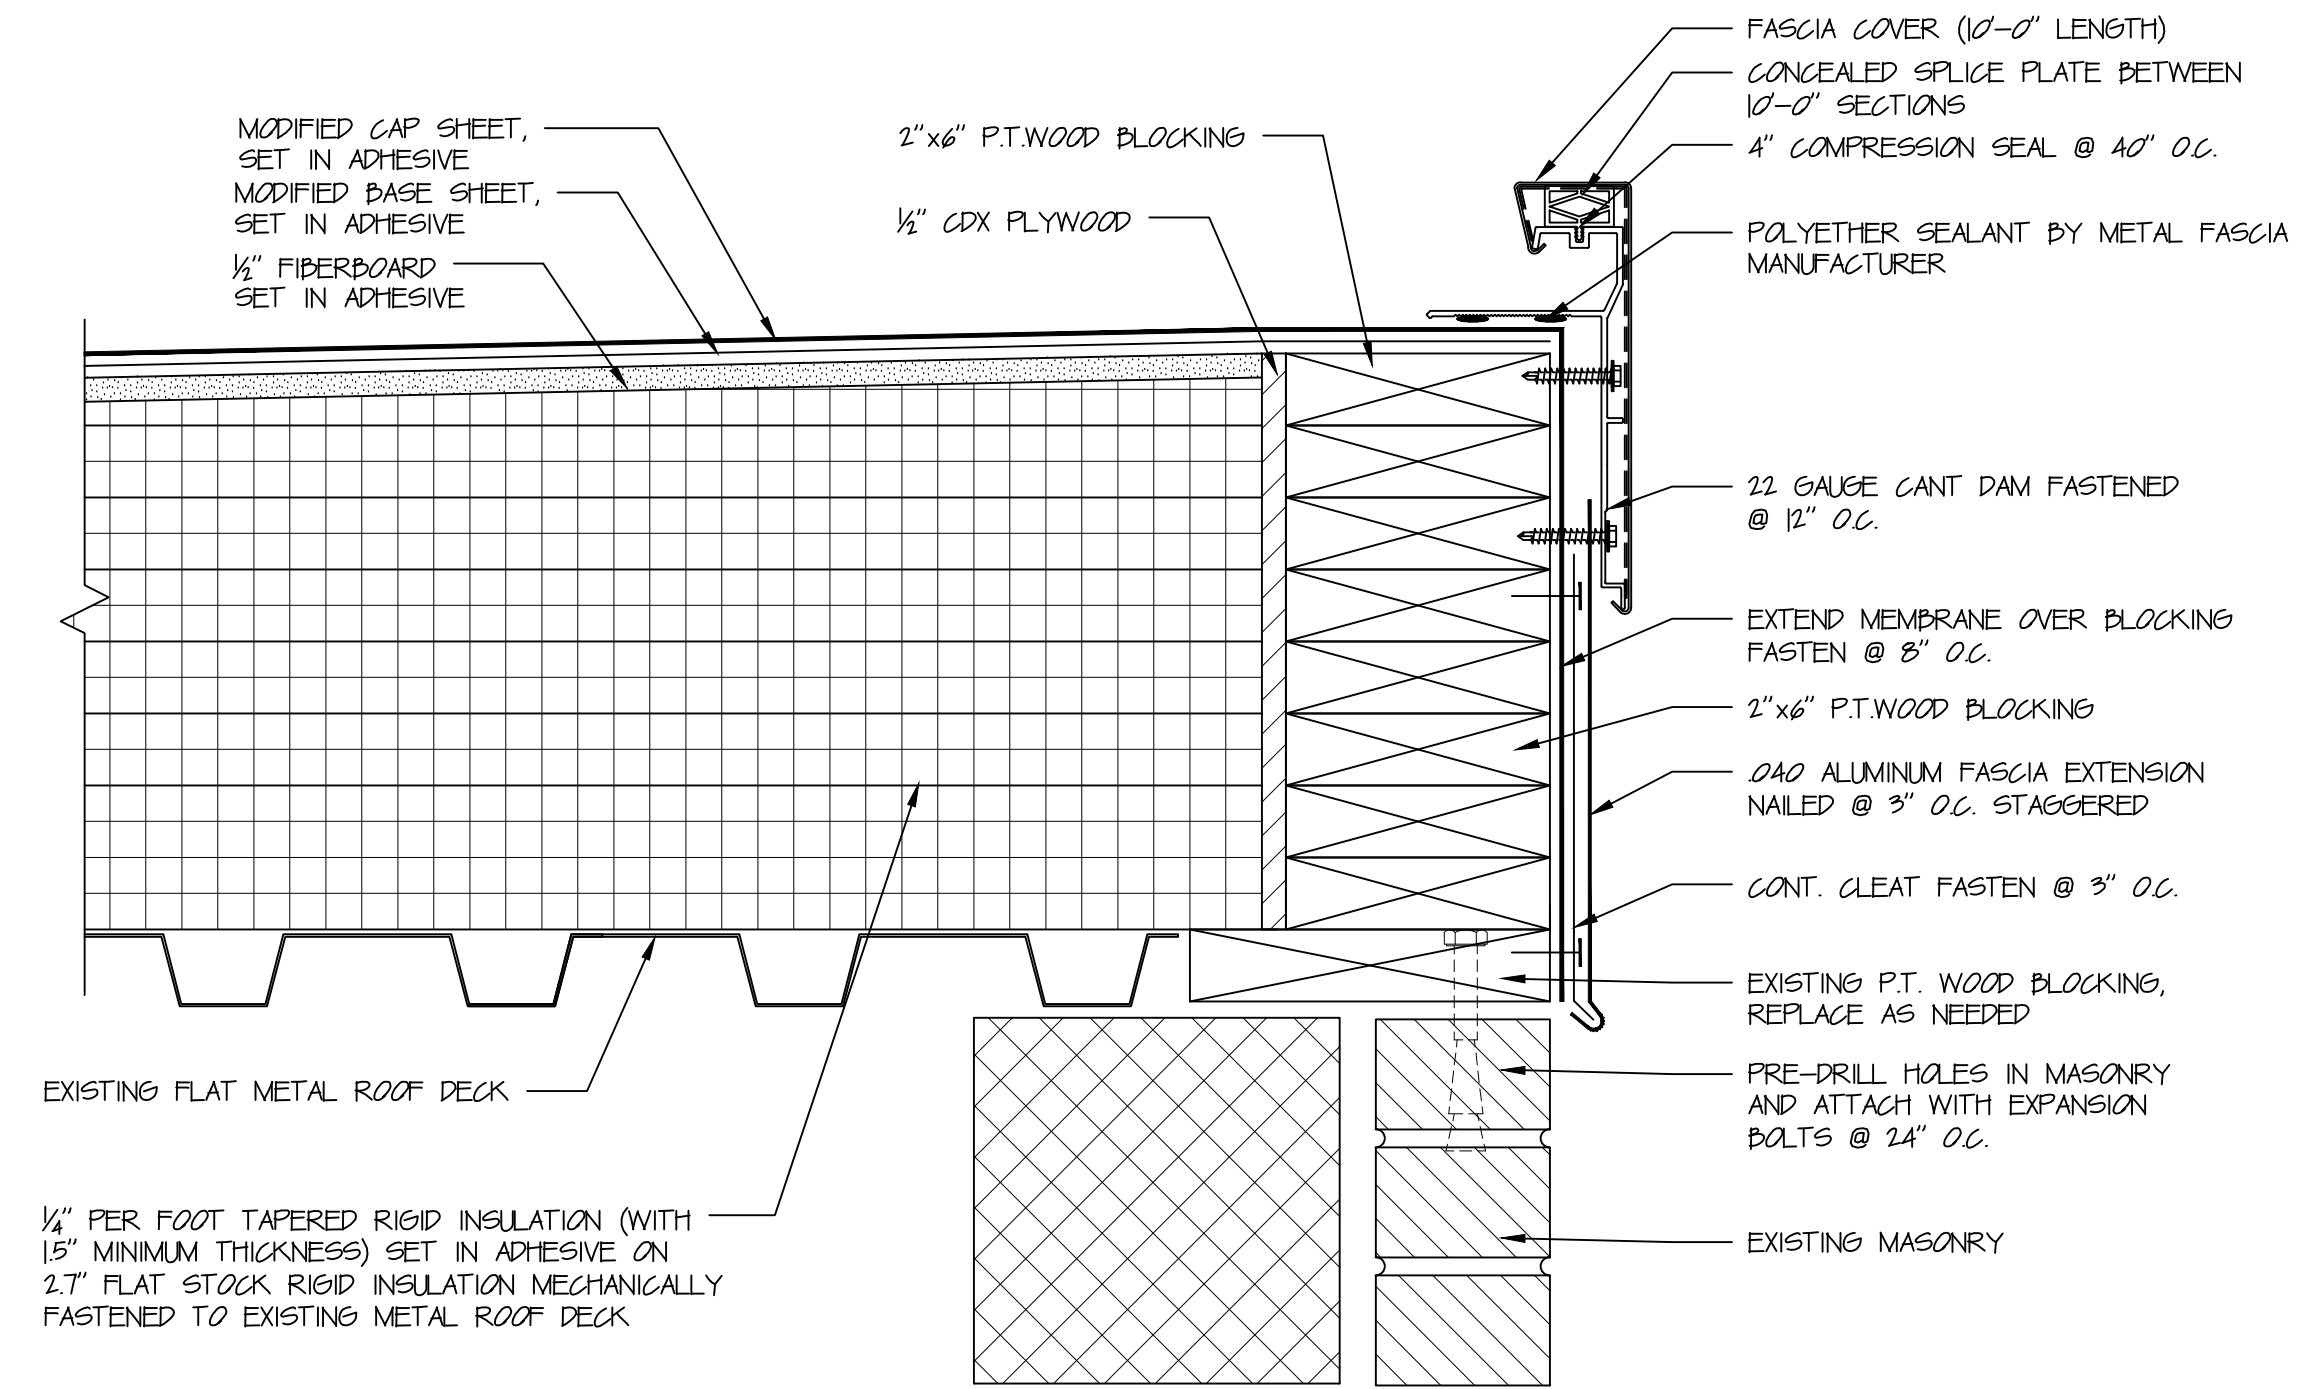 MODIFIED CAP SHEET,
SET IN ADHESIVE
MODIFIED BASE SHEET,
SET IN ADHESIVE
½" FIBERBOARD
SET IN ADHESIVE
2"x6" P.T.WOOD BLOCKING
½" CDX PLYWOOD
FASCIA COVER (10'-0" LENGTH)
CONCEALED SPLICE PLATE BETWEEN
10'-0" SECTIONS
4" COMPRESSION SEAL @ 40" O.C.
POLYETHER SEALANT BY METAL FASCIA
MANUFACTURER
22 GAUGE CANT DAM FASTENED
@ 12" O.C.
EXTEND MEMBRANE OVER BLOCKING
FASTEN @ 8" O.C.
2"x6" P.T.WOOD BLOCKING
.040 ALUMINUM FASCIA EXTENSION
NAILED @ 3" O.C. STAGGERED
CONT. CLEAT FASTEN @ 3" O.C.
EXISTING P.T. WOOD BLOCKING,
REPLACE AS NEEDED
PRE-DRILL HOLES IN MASONRY
AND ATTACH WITH EXPANSION
BOLTS @ 24" O.C.
EXISTING MASONRY
EXISTING FLAT METAL ROOF DECK
¼" PER FOOT TAPERED RIGID INSULATION (WITH
1.5" MINIMUM THICKNESS) SET IN ADHESIVE ON
2.7" FLAT STOCK RIGID INSULATION MECHANICALLY
FASTENED TO EXISTING METAL ROOF DECK